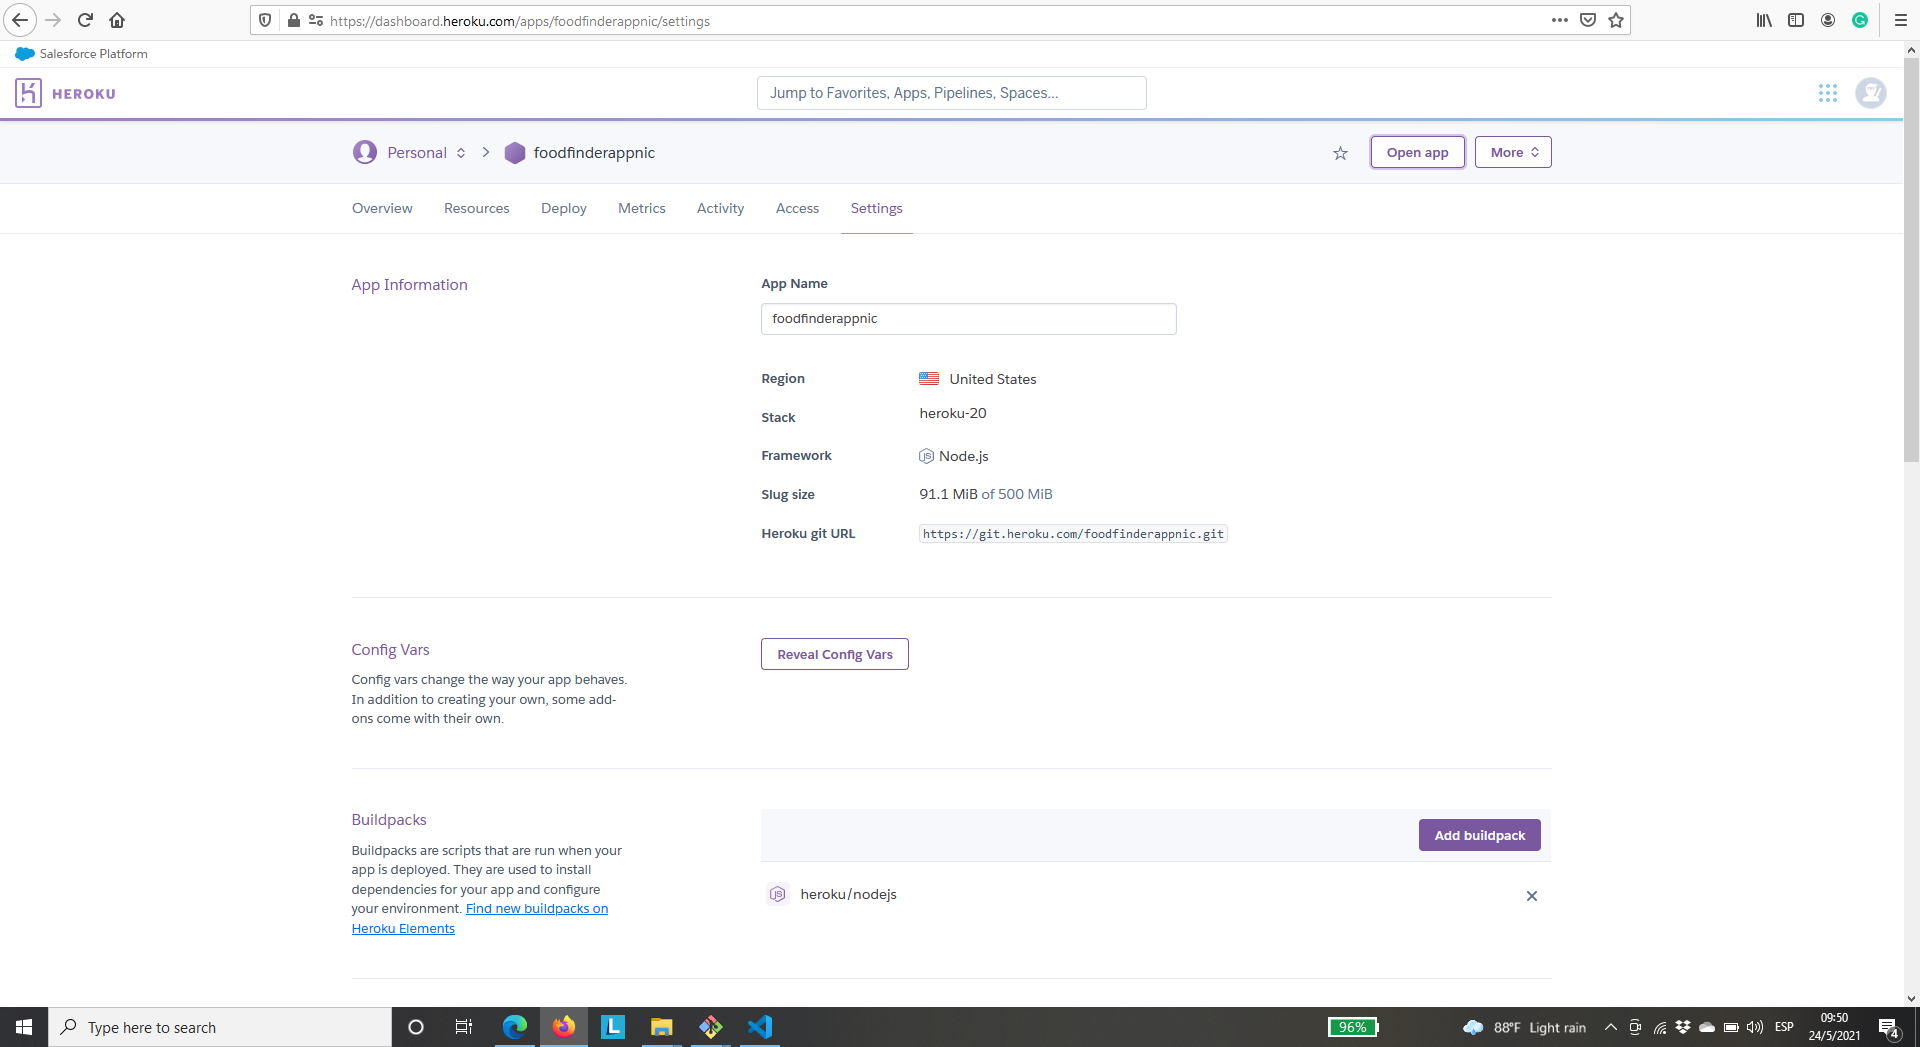 https://dashboard.heroku.com/apps/foodfinderappnic/settings
Salesforce Platform
HEROKU
Jump to Favorites, Apps, Pipelines, Spaces...
Personal
foodfinderappnic
Open app
More
Overview
Resources
Deploy
Metrics
Activity
Access
Settings
App Information
App Name
foodfinderappnic
Region
United States
Stack
heroku-20
Framework
Node.js
Slug size
91.1 MiB of 500 MiB
Heroku git URL
https://git.heroku.com/foodfinderappnic.git
Config Vars
Config vars change the way your app behaves.
In addition to creating your own, some add-
ons come with their own.
Reveal Config Vars
Buildpacks
Buildpacks are scripts that are run when your
app is deployed. They are used to install
dependencies for your app and configure
your environment. Find new buildpacks on
Heroku Elements
Add buildpack
heroku/nodejs
Type here to search
96%
88°F Light rain
ESP
09:50
24/5/2021
4